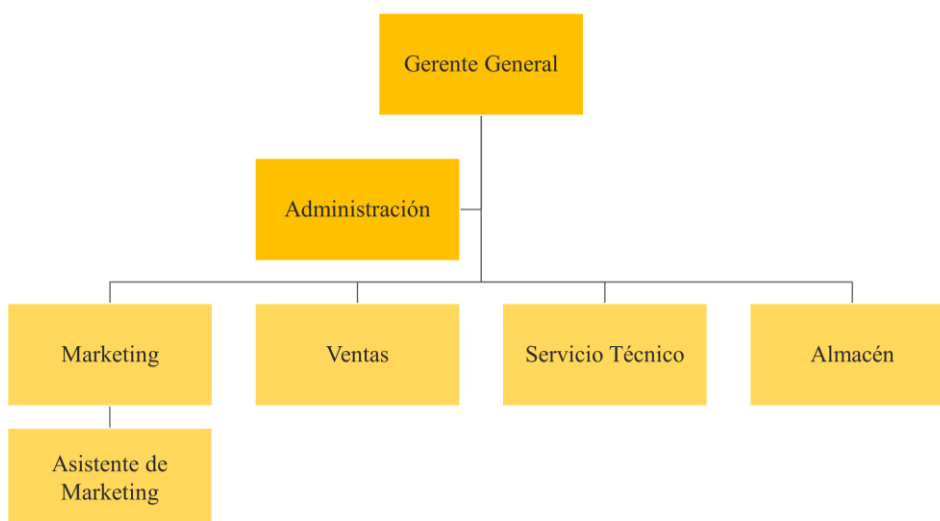 Gerente General
Administración
Marketing
Ventas
Servicio Técnico
Almacén
Asistente de
Marketing